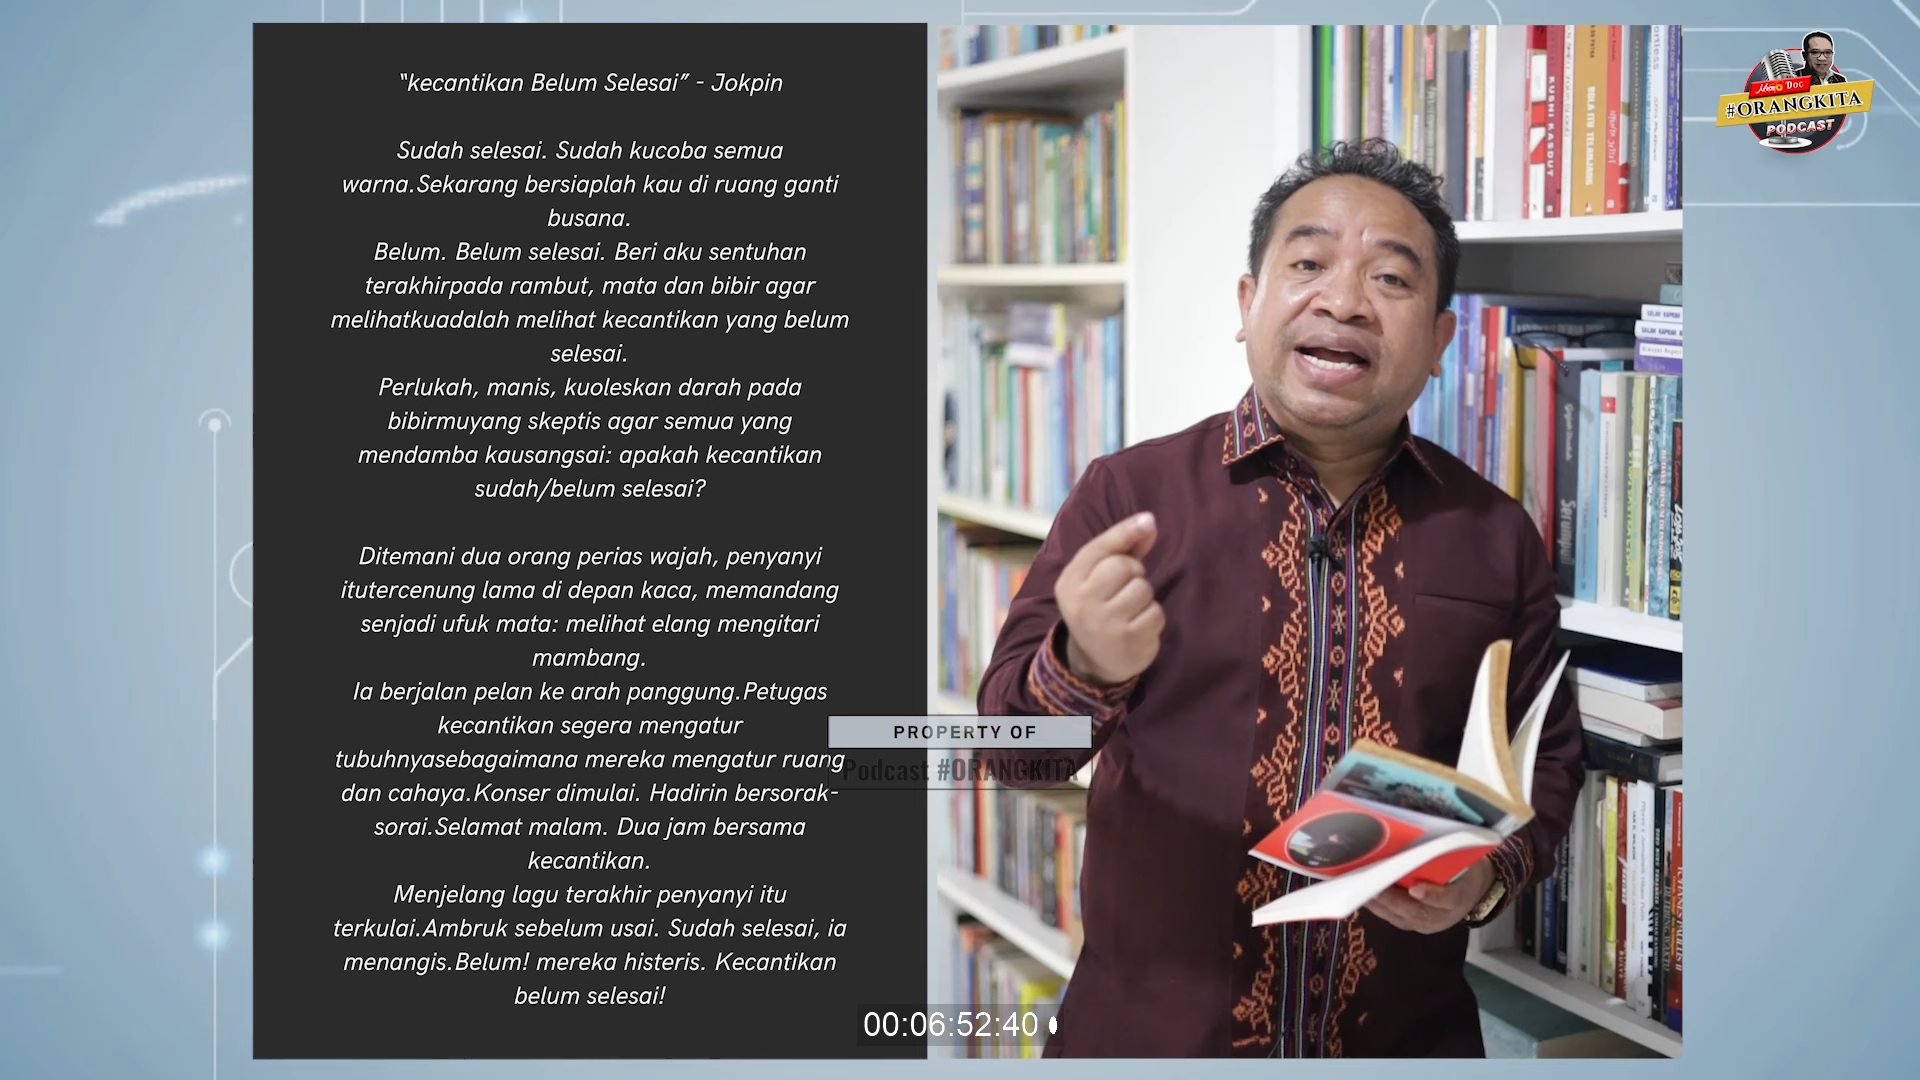 “kecantikan Belum Selesai” - Jokpin
Sudah selesai. Sudah kucoba semua
warna.Sekarang bersiaplah kau di ruang ganti
busana.
Belum. Belum selesai. Beri aku sentuhan
terakhirpada rambut, mata dan bibir agar
melihatkuadalah melihat kecantikan yang belum
selesai.
Perlukah, manis, kuoleskan darah pada
bibirmuyang skeptis agar semua yang
mendamba kausangsai: apakah kecantikan
sudah/belum selesai?
Ditemani dua orang perias wajah, penyanyi
itutercenung lama di depan kaca, memandang
senjadi ufuk mata: melihat elang mengitari
mambang.
Ia berjalan pelan ke arah panggung.Petugas
kecantikan segera mengatur
tubuhnyasebagaimana mereka mengatur ruang
dan cahaya.Konser dimulai. Hadirin bersorak-
sorai.Selamat malam. Dua jam bersama
kecantikan.
Menjelang lagu terakhir penyanyi itu
terkulai.Ambruk sebelum usai. Sudah selesai, ia
menangis.Belum! mereka histeris. Kecantikan
belum selesai!
PROPERTY OF
Podcast #ORANGKITA
00:06:52:40
Doc
#ORANGKITA
PODCAST
KUSNI KASDUT